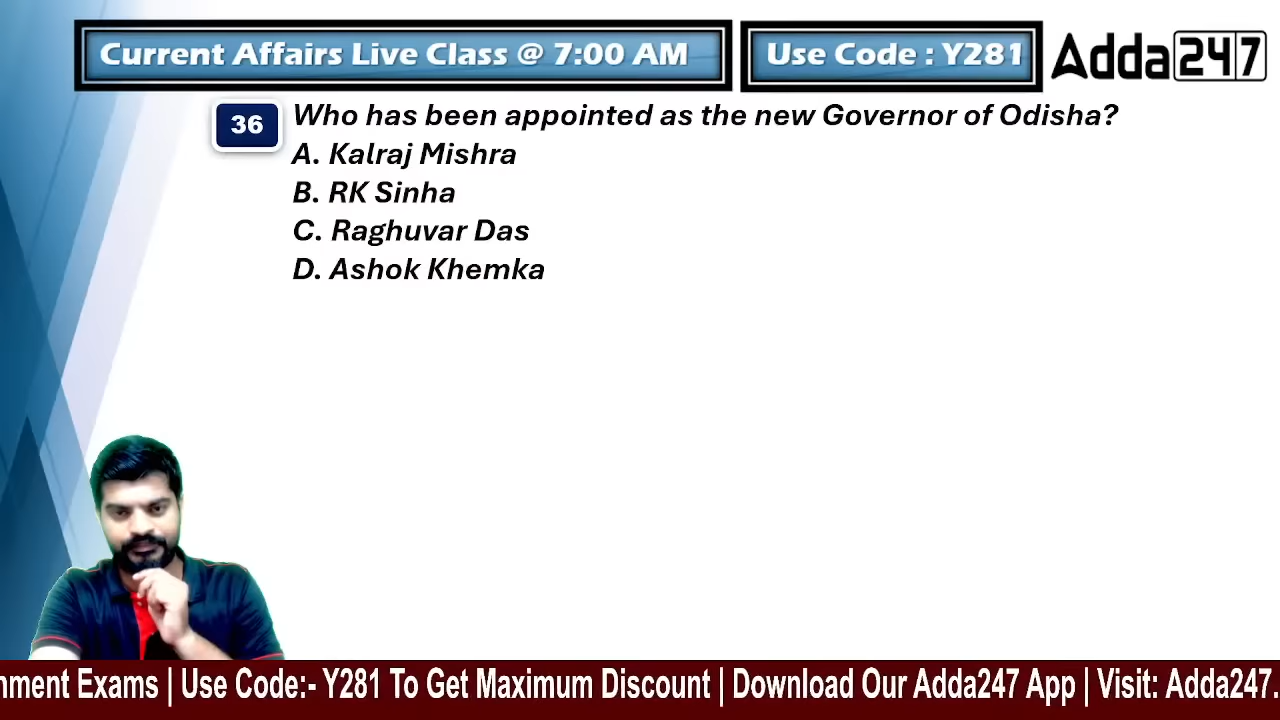 Current Affairs Live Class @ 7:00 AM
Use Code : Y281
Adda247
36
Who has been appointed as the new Governor of Odisha?
A. Kalraj Mishra
B. RK Sinha
C. Raghuvar Das
D. Ashok Khemka
Exams | Use Code:- Y281 To Get Maximum Discount | Download Our Adda247 App | Visit: Adda247.